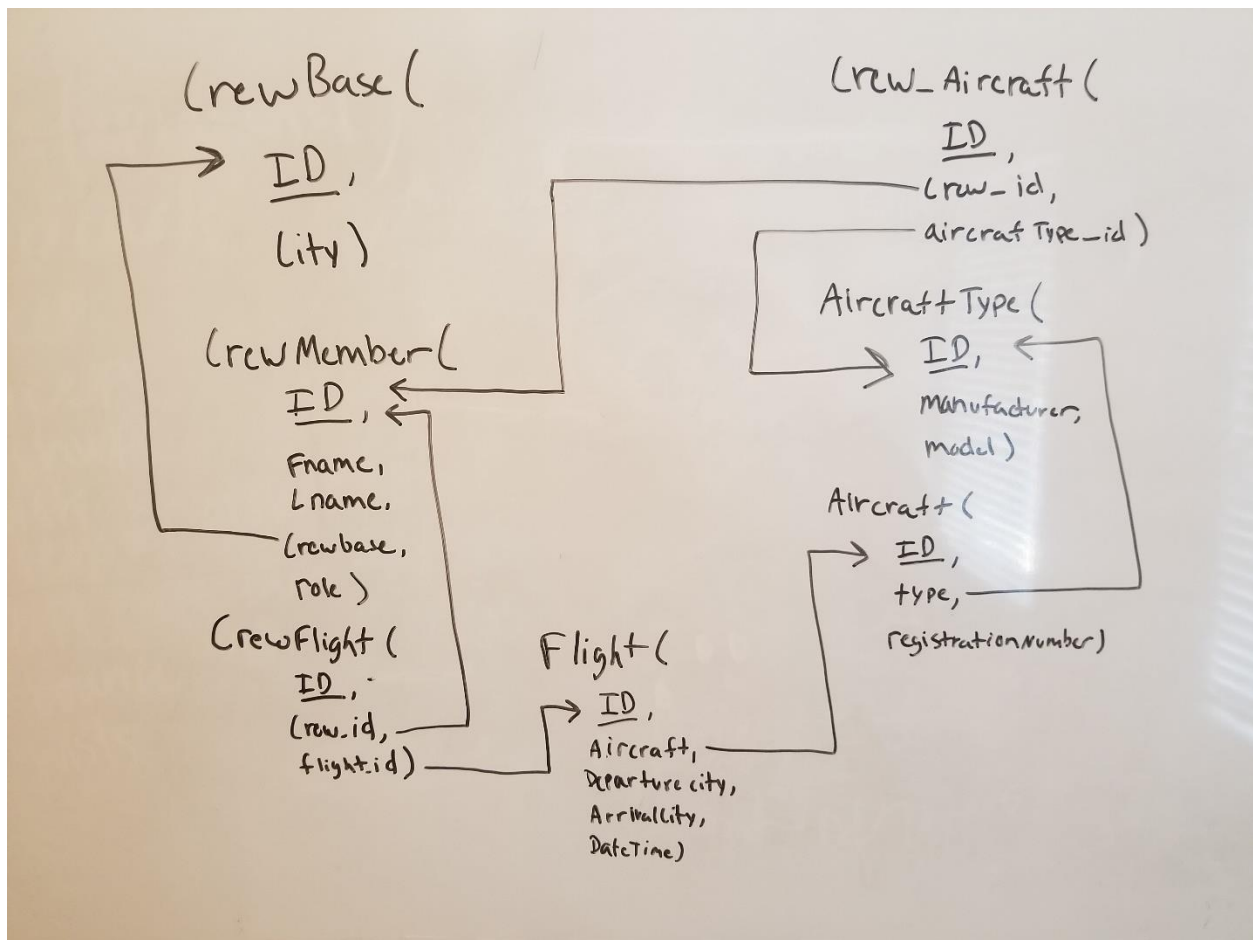 CrewBase(
ID,
City)
CrewMember(
ID,
Fname,
Lname,
Crewbase,
role)
CrewFlight(
ID,
Crew_id,
flight_id)
Flight(
ID,
Aircraft,
Departure city,
ArrivalCity,
DateTime)
Crew_Aircraft(
ID,
Crew_id,
aircraftType_id)
AircraftType(
ID,
manufacturer,
model)
Aircraft(
ID,
type,
registrationNumber)